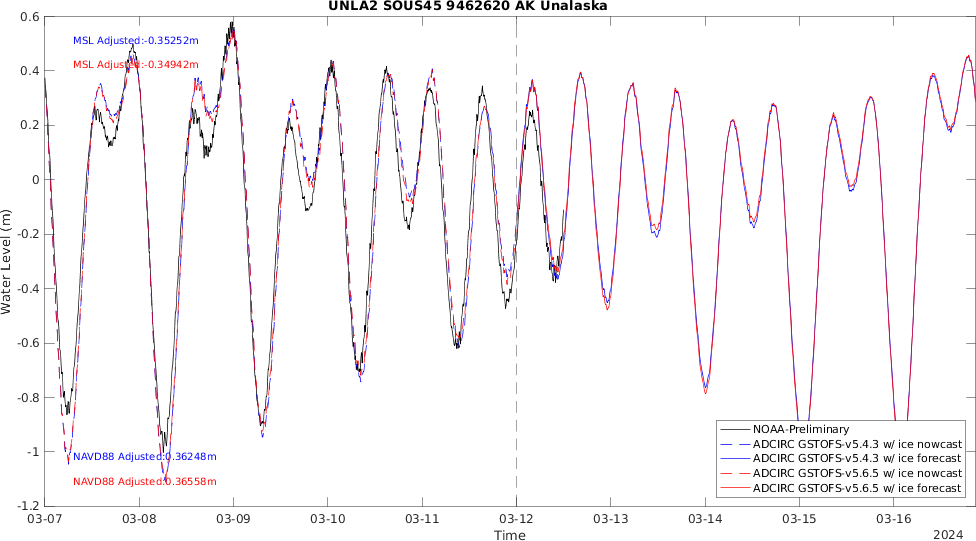 UNLA2 SOUS45 9462620 AK Unalaska
0.6
0.4
0.2
0
-0.2
-0.4
-0.6
-0.8
-1
-1.2
Water Level (m)
MSL Adjusted:-0.35252m
MSL Adjusted:-0.34942m
NAVD88 Adjusted:0.36248m
NAVD88 Adjusted:0.36558m
NOAA-Preliminary
ADCIRC GSTOFS-v5.4.3 w/ ice nowcast
ADCIRC GSTOFS-v5.4.3 w/ ice forecast
ADCIRC GSTOFS-v5.6.5 w/ ice nowcast
ADCIRC GSTOFS-v5.6.5 w/ ice forecast
03-07 03-08 03-09 03-10 03-11 03-12 03-13 03-14 03-15 03-16
Time
2024